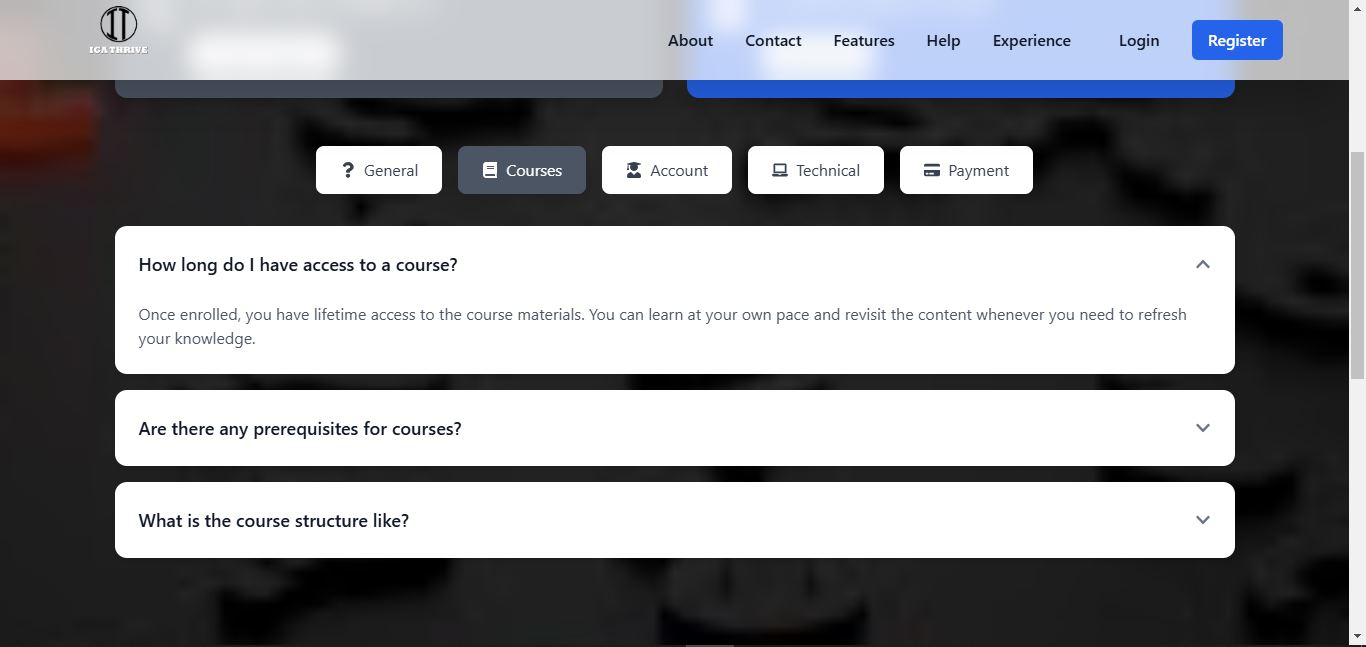 IGA THRIVE
About
Contact
Features
Help
Experience
Login
Register
General
Courses
Account
Technical
Payment
How long do I have access to a course?
Once enrolled, you have lifetime access to the course materials. You can learn at your own pace and revisit the content whenever you need to refresh
your knowledge.
Are there any prerequisites for courses?
What is the course structure like?